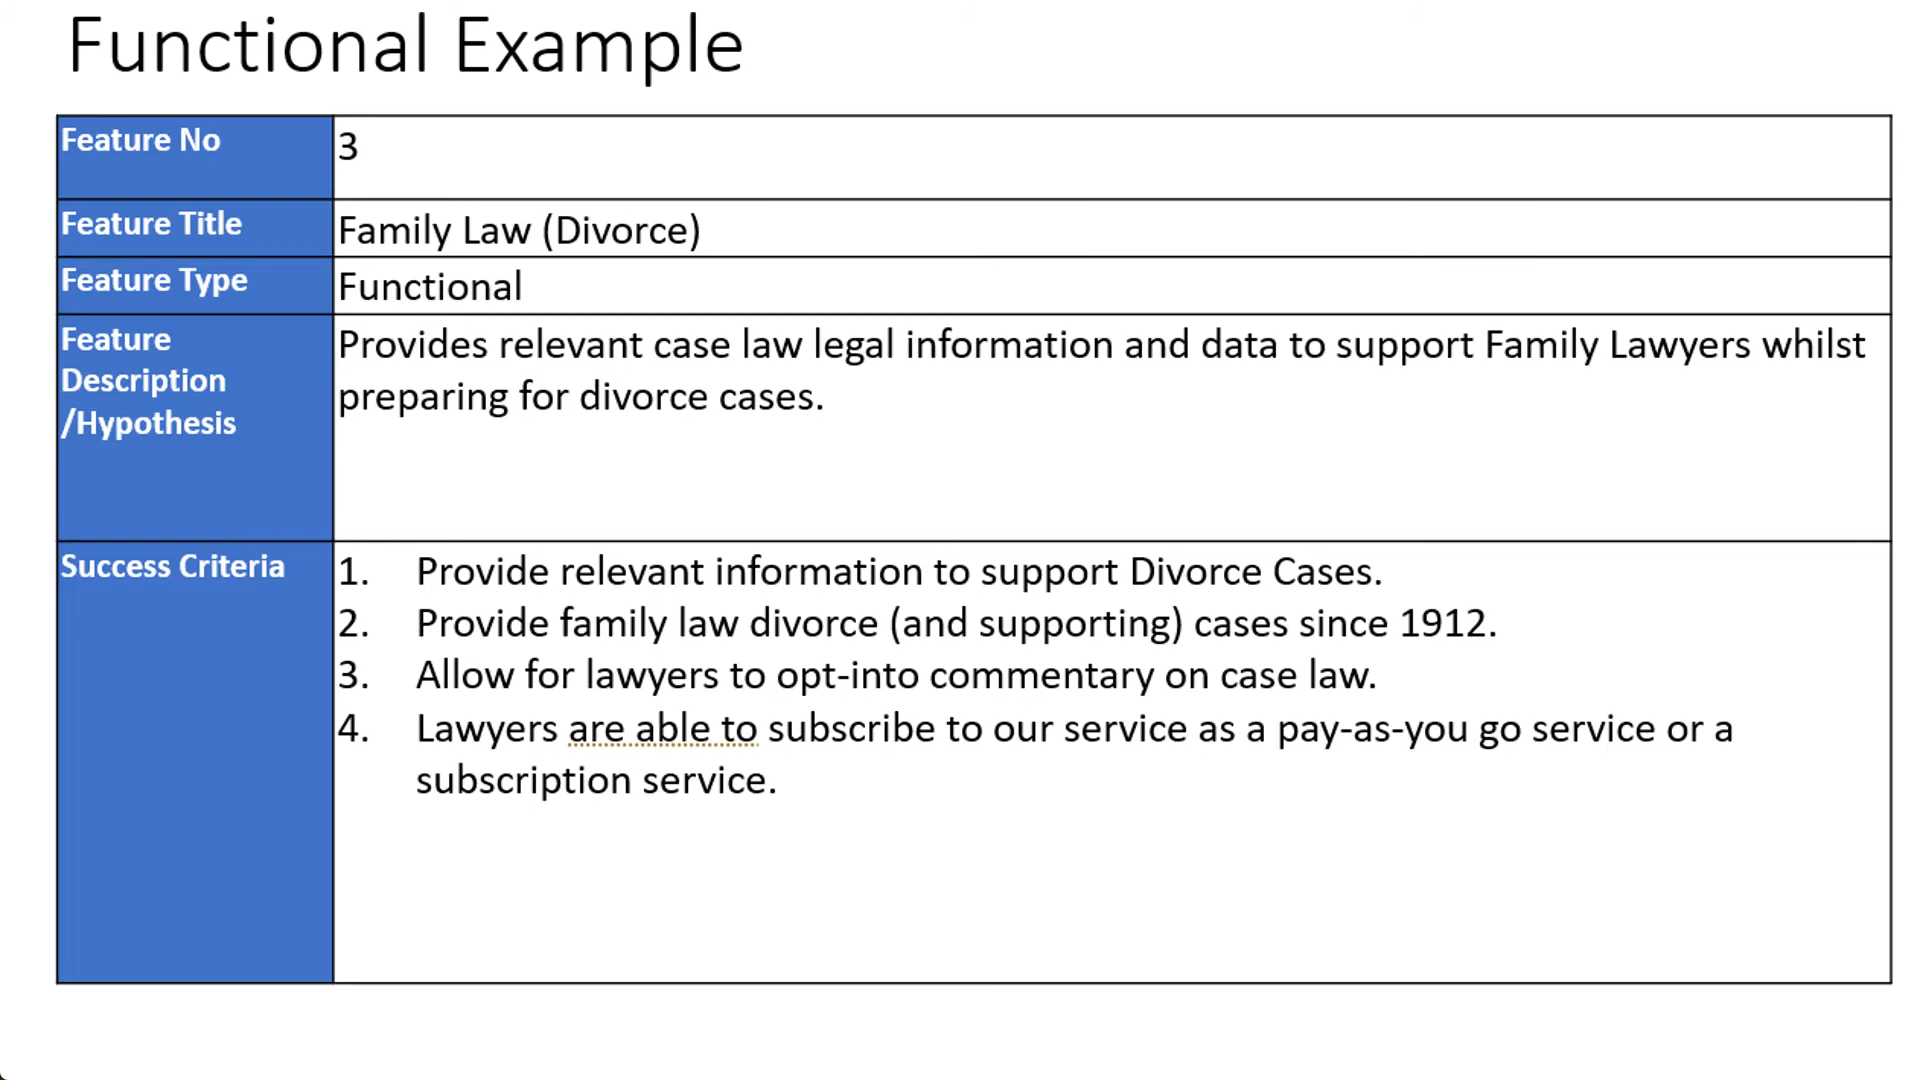 Functional Example
Feature No
3
Feature Title
Family Law (Divorce)
Feature Type
Functional
Feature
Description
/Hypothesis
Provides relevant case law legal information and data to support Family Lawyers whilst
preparing for divorce cases.
Success Criteria
1. Provide relevant information to support Divorce Cases.
2. Provide family law divorce (and supporting) cases since 1912.
3. Allow for lawyers to opt-into commentary on case law.
4. Lawyers are able to subscribe to our service as a pay-as-you go service or a
subscription service.